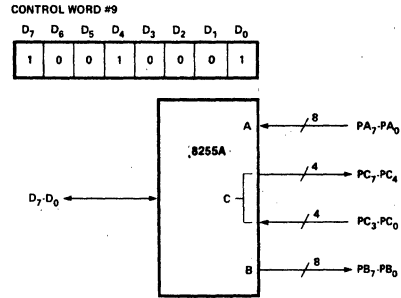 CONTROL WORD #9
D7 D6 D5 D4 D3 D2 D1 D0
1 0 0 1 0 0 0 1
A 8 PA7-PA0
8255A
4 PC7-PC4
D7-D0 C
4 PC3-PC0
B 8 PB7-PB0